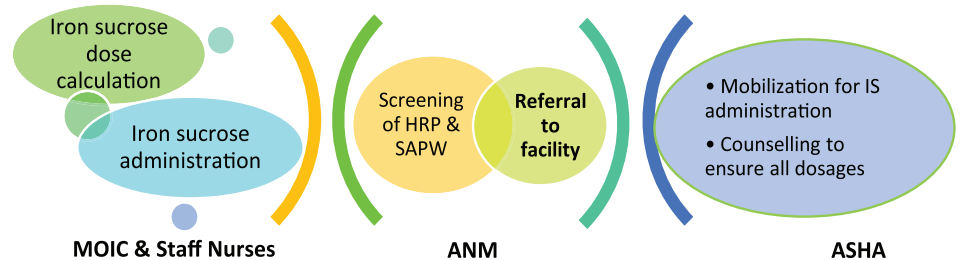 Iron sucrose
dose
calculation
Iron sucrose
administration
MOIC & Staff Nurses
Screening
of HRP &
SAPW
Referral
to
facility
ANM
• Mobilization for IS
administration
• Counselling to
ensure all dosages
ASHA